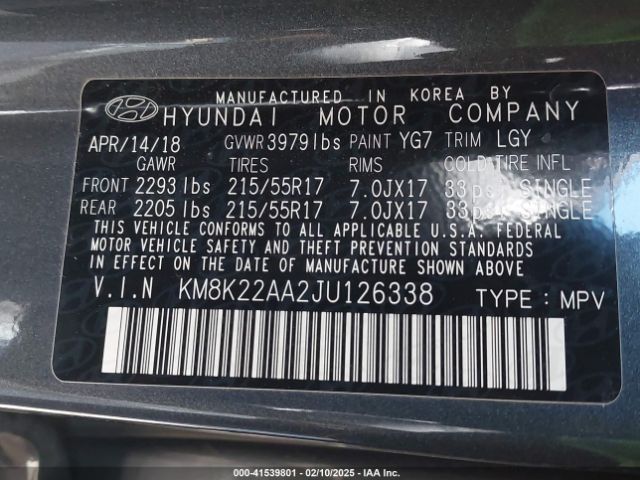 MANUFACTURED IN KOREA BY
HYUNDAI MOTOR COMPANY
APR/14/18 GVWR 3979 lbs PAINT YG7 TRIM LGY
GAWR TIRES RIMS COLD TIRE INFL
FRONT 2293 lbs 215/55R17 7.0JX17 33 psi SINGLE
REAR 2205 lbs 215/55R17 7.0JX17 33 psi SINGLE
THIS VEHICLE CONFORMS TO ALL APPLICABLE U.S.A. FEDERAL
MOTOR VEHICLE SAFETY AND THEFT PREVENTION STANDARDS
IN EFFECT ON THE DATE OF MANUFACTURE SHOWN ABOVE
V.I.N KM8K22AA2JU126338 TYPE : MPV
000-41539801 - 02/10/2025 - IAA Inc.